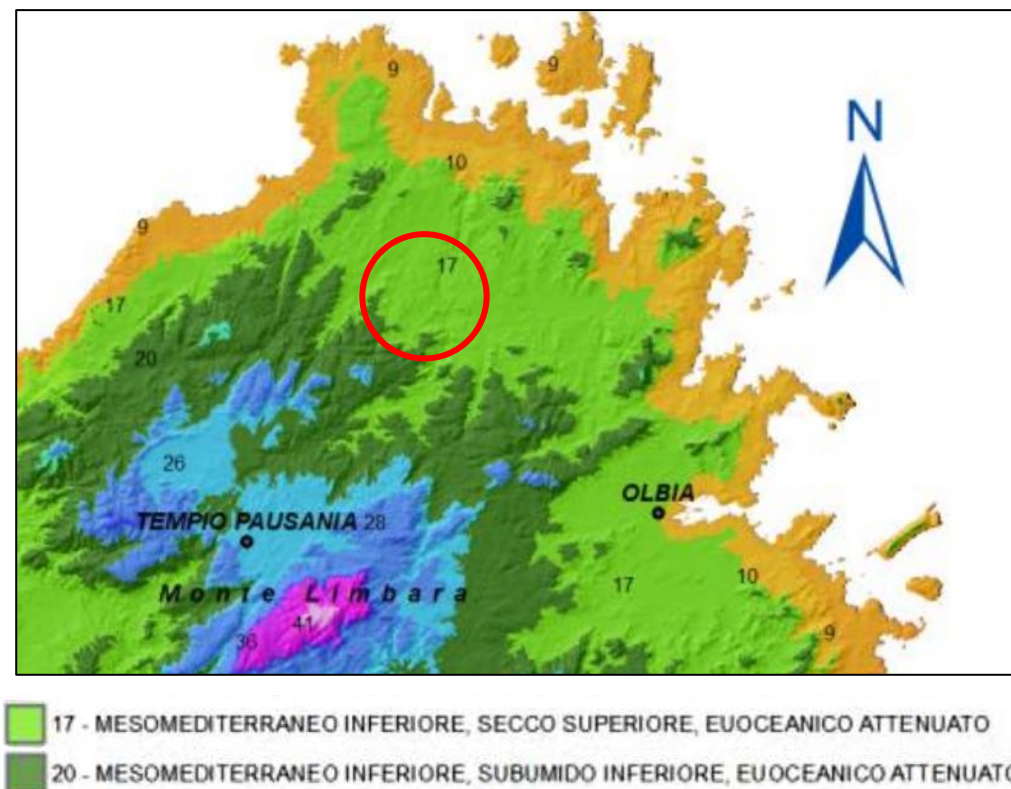 9
9
N
10
9
17
17
20
26
OLBIA
TEMPIO PAUSANIA 28
17
10
Monte Limbara
41
36
9
17 - MESOMEDITERRANEO INFERIORE, SECCO SUPERIORE, EUOCEANICO ATTENUATO
20 - MESOMEDITERRANEO INFERIORE, SUBUMIDO INFERIORE, EUOCEANICO ATTENUATO